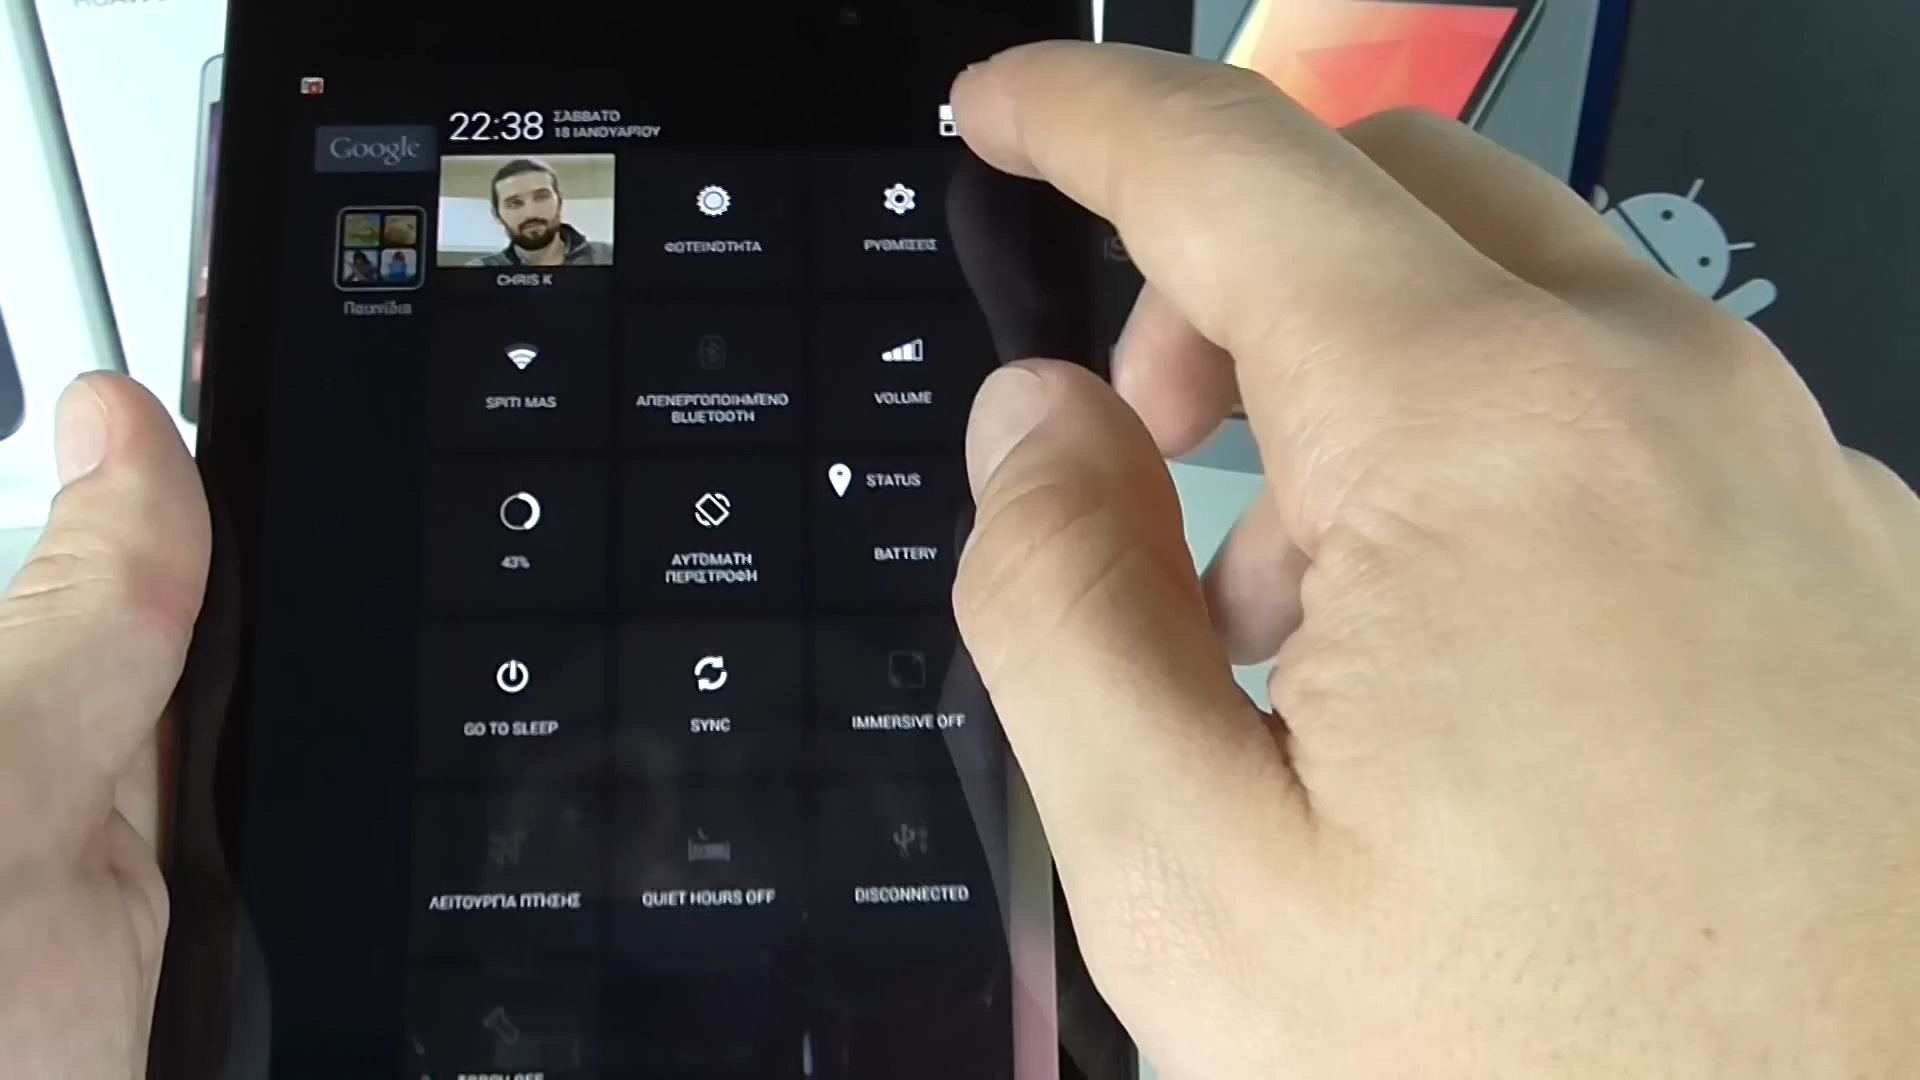 22:38
ΣΑΒΒΑΤΟ
18 ΙΑΝΟΥΑΡΙΟΥ
Google
CHRIS K
ΦΩΤΕΙΝΟΤΗΤΑ
ΡΥΘΜΙΣΕΙΣ
Παιχνίδια
SPITI MAS
ΑΠΕΝΕΡΓΟΠΟΙΗΜΕΝΟ
BLUETOOTH
VOLUME
43%
ΑΥΤΟΜΑΤΗ
ΠΕΡΙΣΤΡΟΦΗ
STATUS
BATTERY
GO TO SLEEP
SYNC
IMMERSIVE OFF
ΛΕΙΤΟΥΡΓΙΑ ΠΤΗΣΗΣ
QUIET HOURS OFF
DISCONNECTED